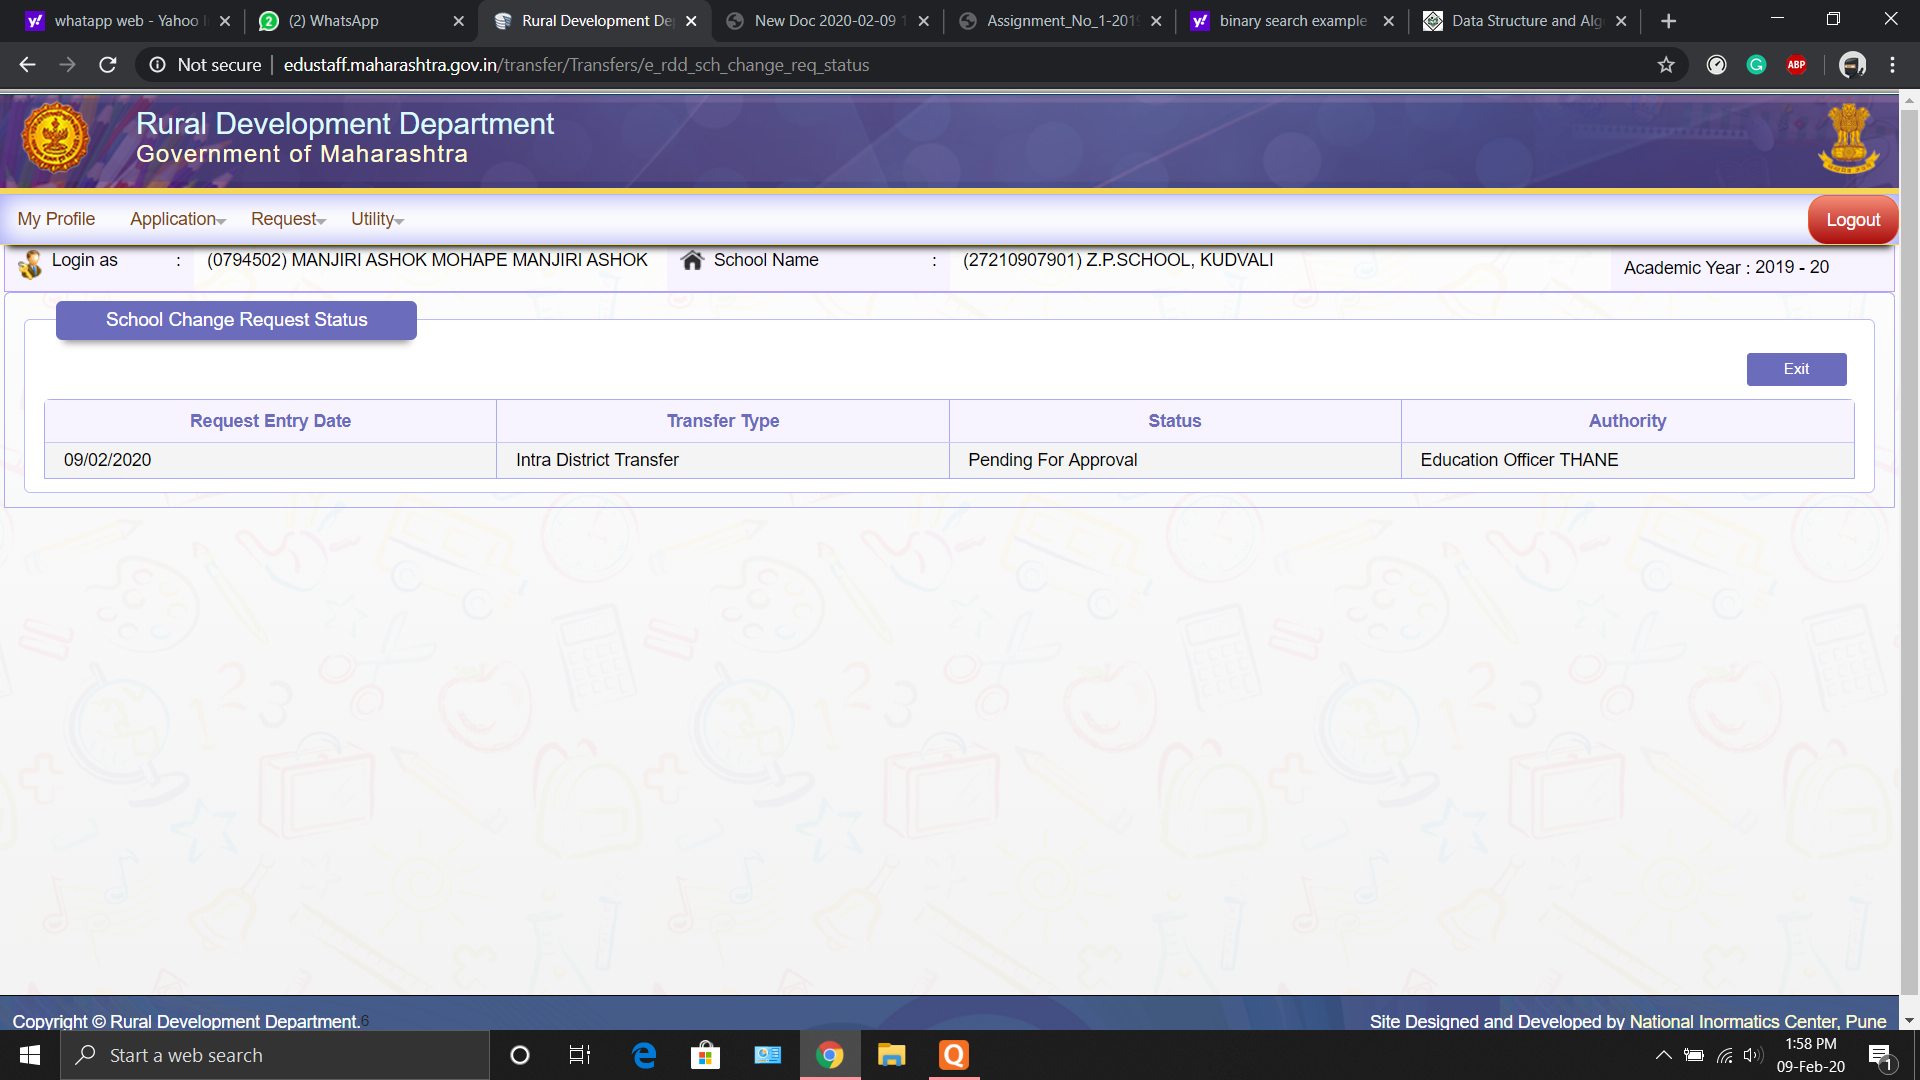 whatapp web - Yahoo
(2) WhatsApp
Rural Development De
New Doc 2020-02-09 1
Assignment_No_1-201
binary search example
Data Structure and Alg
Not secure | edustaff.maharashtra.gov.in/transfer/Transfers/e_rdd_sch_change_req_status
ABP
Rural Development Department
Government of Maharashtra
My Profile Application Request Utility Logout
Login as : (0794502) MANJIRI ASHOK MOHAPE MANJIRI ASHOK School Name : (27210907901) Z.P.SCHOOL, KUDVALI Academic Year : 2019 - 20
School Change Request Status
Exit
Request Entry Date Transfer Type Status Authority
09/02/2020 Intra District Transfer Pending For Approval Education Officer THANE
Copyright © Rural Development Department.6 Site Designed and Developed by National Inormatics Center, Pune
Start a web search
1:58 PM
09-Feb-20
1